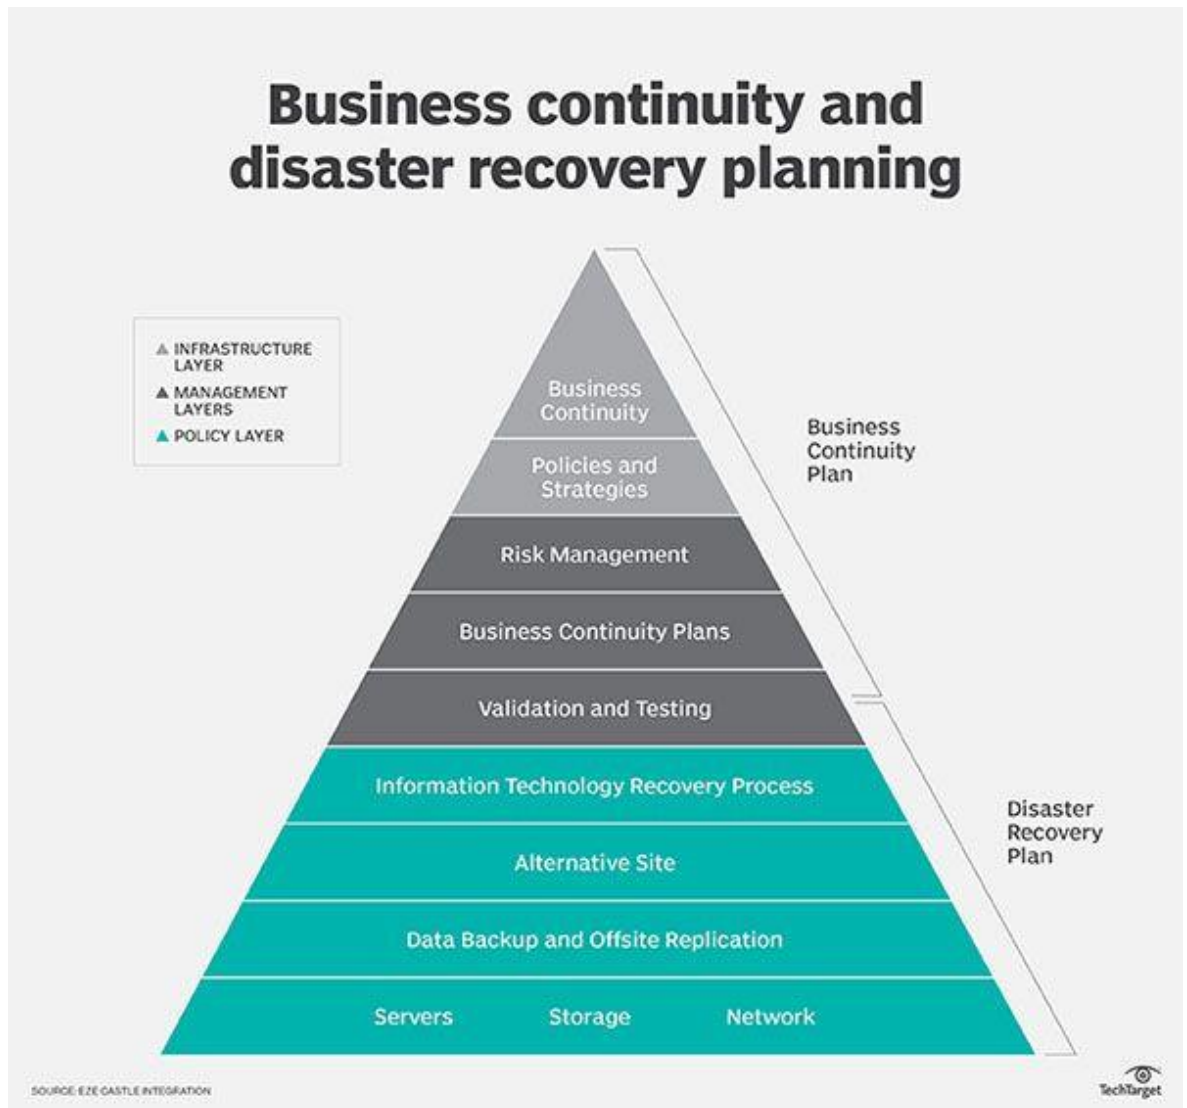 Business continuity and
disaster recovery planning
INFRASTRUCTURE
LAYER
MANAGEMENT
LAYERS
POLICY LAYER
Business
Continuity
Policies and
Strategies
Risk Management
Business Continuity Plans
Validation and Testing
Information Technology Recovery Process
Alternative Site
Data Backup and Offsite Replication
Servers Storage Network
Business
Continuity
Plan
Disaster
Recovery
Plan
SOURCE: EZE CASTLE INTEGRATION
TechTarget